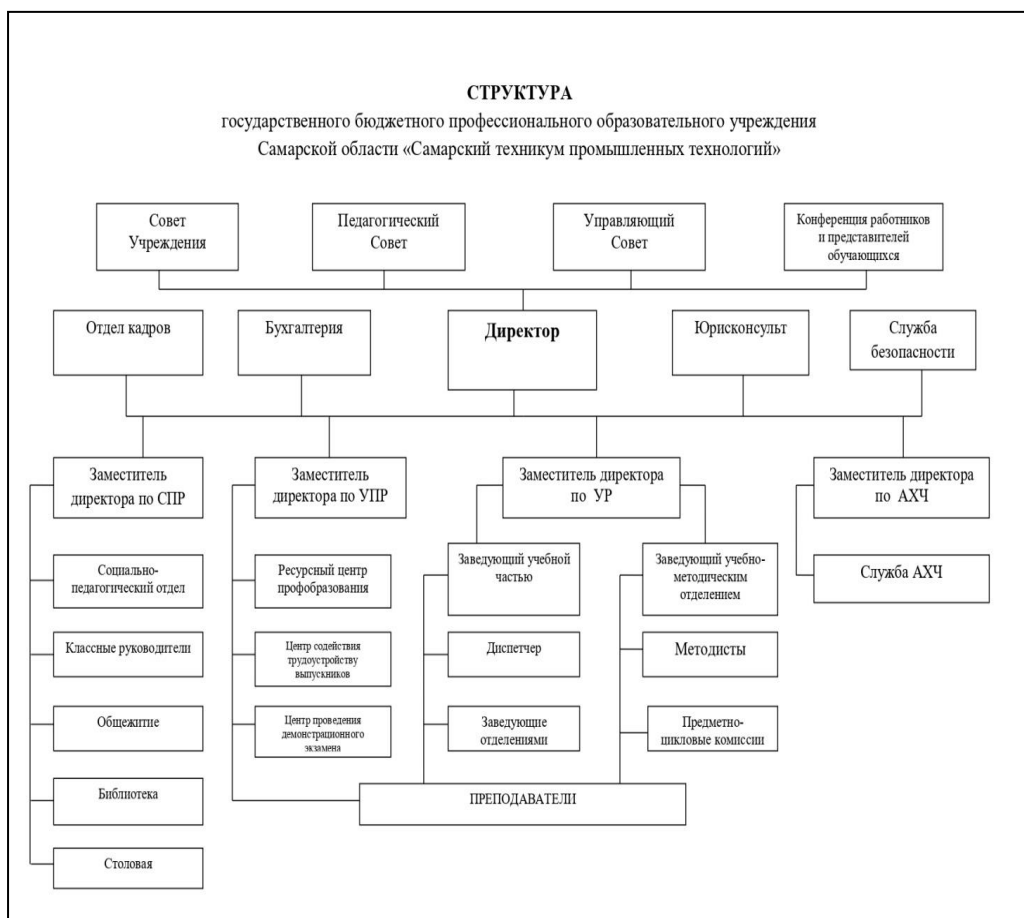 СТРУКТУРА
государственного бюджетного профессионального образовательного учреждения
Самарской области «Самарский техникум промышленных технологий»
Совет
Учреждения
Педагогический
Совет
Управляющий
Совет
Конференция работников
и представителей
обучающихся
Отдел кадров
Бухгалтерия
Директор
Юрисконсульт
Служба
безопасности
Заместитель
директора по СПР
Заместитель
директора по УПР
Заместитель директора
по УР
Заместитель директора
по АХЧ
Социально-
педагогический отдел
Ресурсный центр
профобразования
Заведующий учебной
частью
Заведующий учебно-
методическим
отделением
Служба АХЧ
Классные руководители
Центр содействия
трудоустройству
выпускников
Диспетчер
Методисты
Общежитие
Центр проведения
демонстрационного
экзамена
Заведующие
отделениями
Предметно-
цикловые комиссии
Библиотека
ПРЕПОДАВАТЕЛИ
Столовая